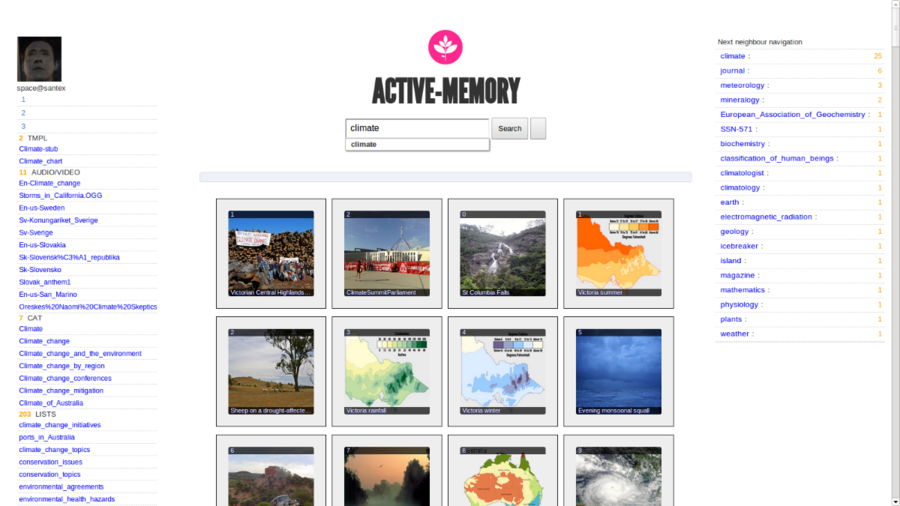 space@santex
1
2
3
2 TMPL
Climate-stub
Climate_chart
11 AUDIO/VIDEO
En-Climate_change
Storms_in_California.OGG
En-us-Sweden
Sv-Konungariket_Sverige
Sv-Sverige
En-us-Slovakia
Sk-Slovensk%C3%A1_republika
Sk-Slovensko
Slovak_anthem1
En-us-San_Marino
Oreskes%20Naomi%20Climate%20Skeptics
7 CAT
Climate
Climate_change
Climate_change_and_the_environment
Climate_change_by_region
Climate_change_conferences
Climate_change_mitigation
Climate_of_Australia
203 LISTS
climate_change_initiatives
ports_in_Australia
climate_change_topics
conservation_issues
conservation_topics
environmental_agreements
environmental_health_hazards
ACTIVE-MEMORY
climate
Search
climate
1
Victorian Central Highlands...
2
ClimateSummitParliament
0
St Columbia Falls
1
Victoria summer
2
Sheep on a drought-affecte...
3
Victoria rainfall
4
Victoria winter
5
Evening monsoonal squall
6
7
8
9
Next neighbour navigation
climate : 25
journal : 6
meteorology : 3
mineralogy : 2
European_Association_of_Geochemistry : 1
SSN-571 : 1
biochemistry : 1
classification_of_human_beings : 1
climatologist : 1
climatology : 1
earth : 1
electromagnetic_radiation : 1
geology : 1
icebreaker : 1
island : 1
magazine : 1
mathematics : 1
physiology : 1
plants : 1
weather : 1